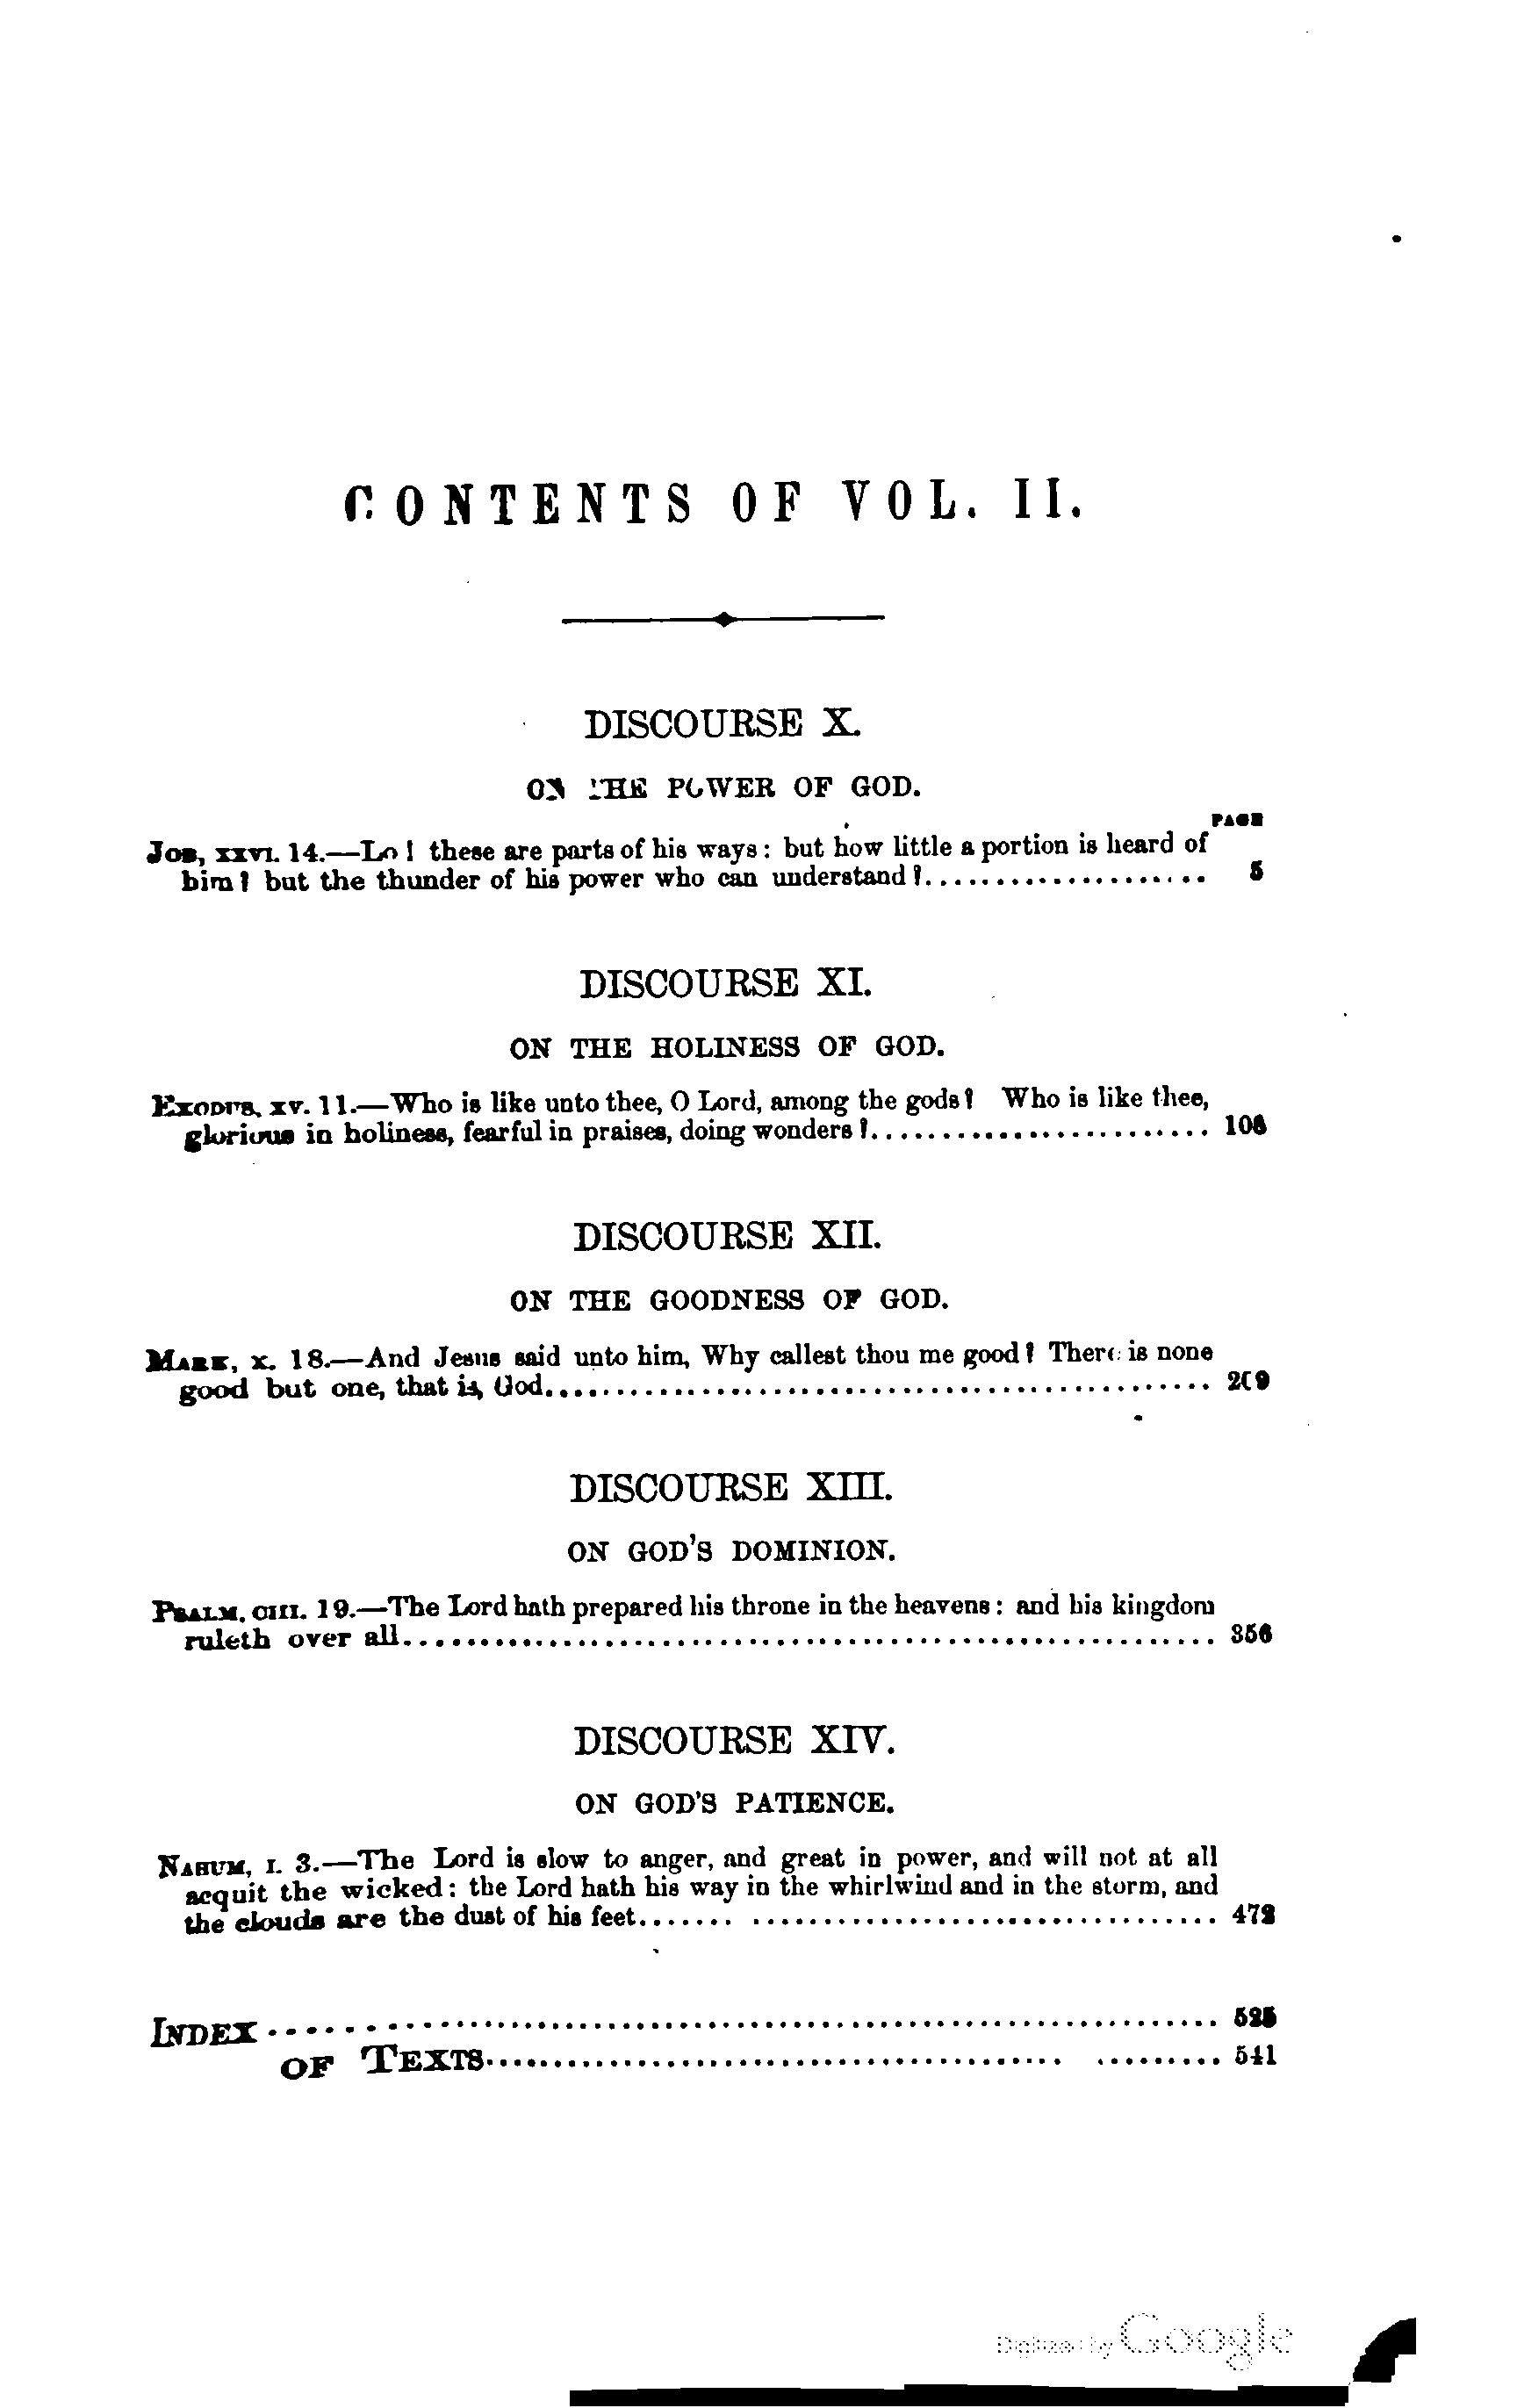 CONTENTS OF VOL. II.
DISCOURSE X.
ON THE POWER OF GOD.
PAGE
JOB, XXVI. 14.—Lo! these are parts of his ways: but how little a portion is heard of
him? but the thunder of his power who can understand?.................... 5
DISCOURSE XI.
ON THE HOLINESS OF GOD.
EXODUS, XV. 11.—Who is like unto thee, O Lord, among the gods? Who is like thee,
glorious in holiness, fearful in praises, doing wonders?........................
DISCOURSE XII.
ON THE GOODNESS OF GOD.
MARK, X. 18.—And Jesus said unto him, Why callest thou me good? There is none
good but one, that is, God............................................... 209
DISCOURSE XIII.
ON GOD'S DOMINION.
PSALM, CIII. 19.—The Lord hath prepared his throne in the heavens: and his kingdom
ruleth over all......................................................... 356
DISCOURSE XIV.
ON GOD'S PATIENCE.
NAHUM, I. 3.—The Lord is slow to anger, and great in power, and will not at all
acquit the wicked: the Lord hath his way in the whirlwind and in the storm, and
the clouds are the dust of his feet....... ................................. 472
INDEX............................................................ 525
OF TEXTS......................................... ......... 541
Digitized by Google